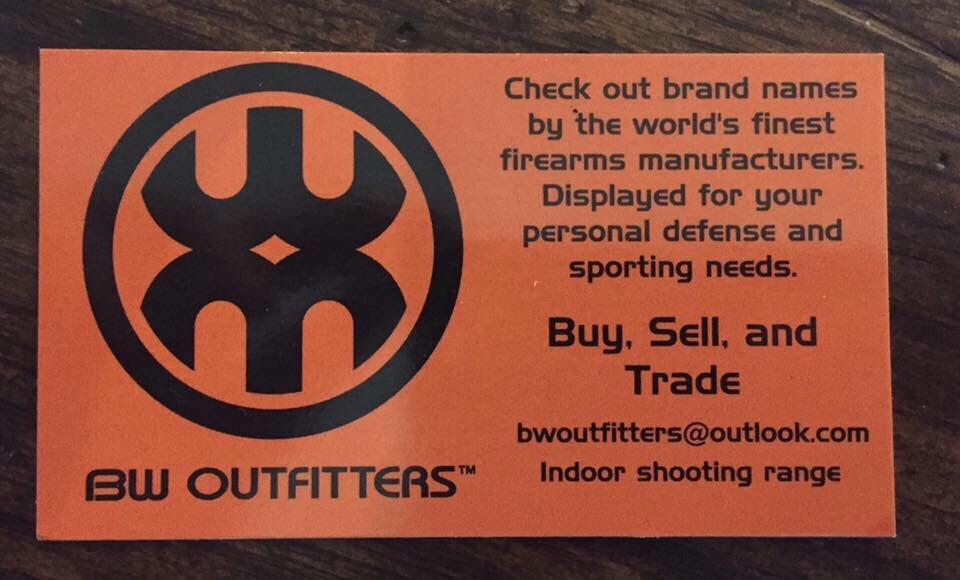 Check out brand names
by the world's finest
firearms manufacturers.
Displayed for your
personal defense and
sporting needs.
Buy, Sell, and
Trade
bwoutfitters@outlook.com
Indoor shooting range
BW OUTFITTERS™